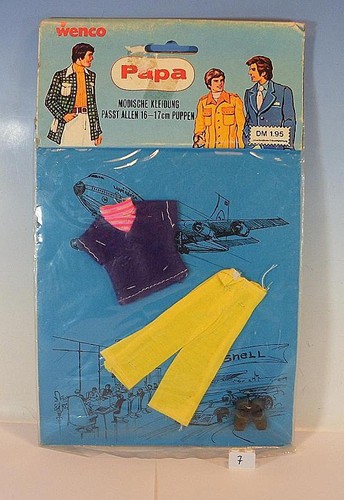 wenco
Papa
MODISCHE KLEIDUNG
PASST ALLEN 16-17cm PUPPEN
DM 1.95
shell
7